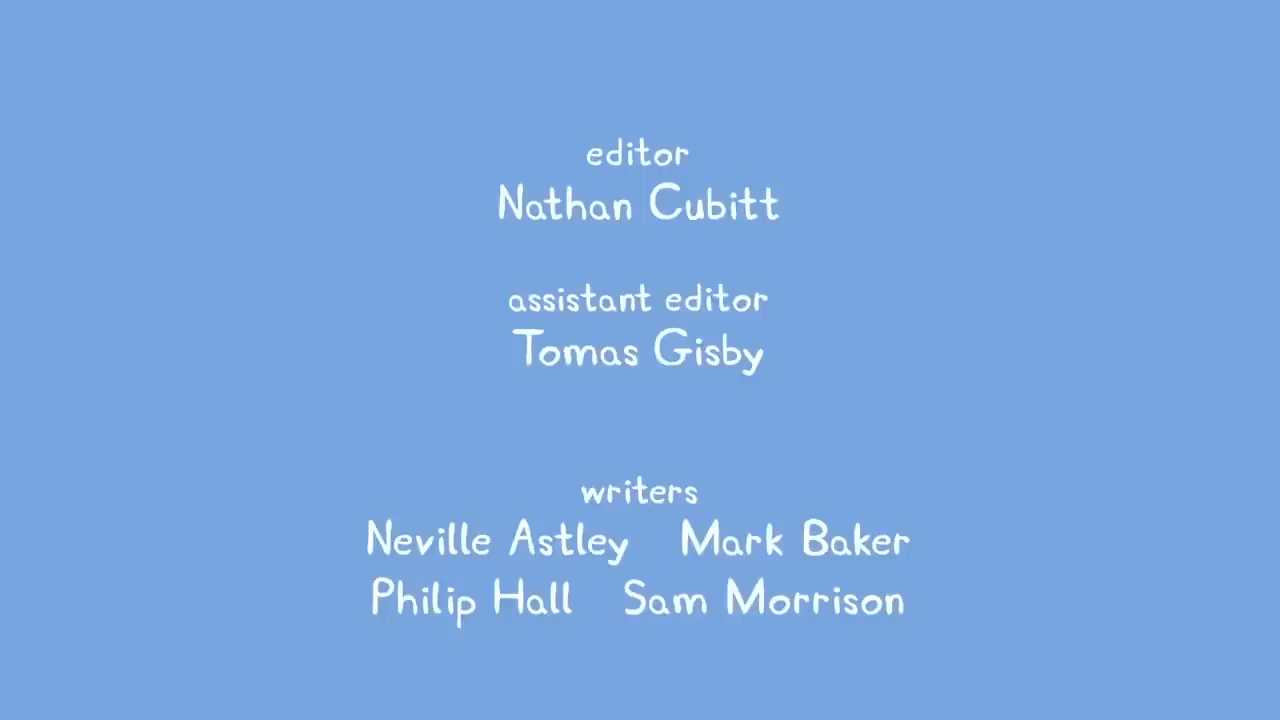 editor
Nathan Cubitt
assistant editor
Tomas Gisby
writers
Neville Astley Mark Baker
Philip Hall Sam Morrison